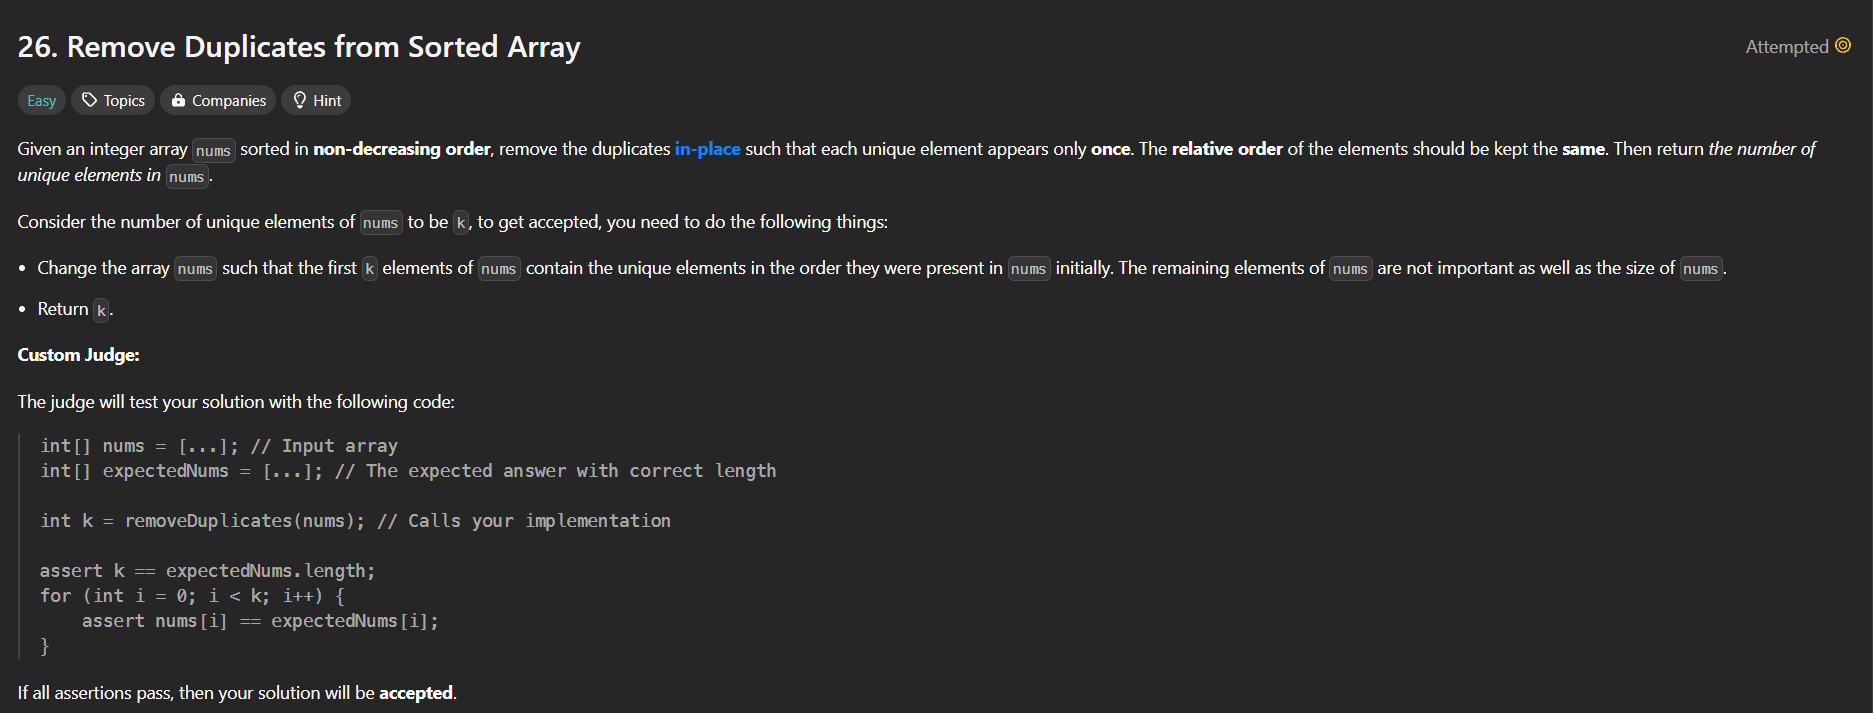 26. Remove Duplicates from Sorted Array
Attempted
Easy Topics Companies Hint
Given an integer array nums sorted in non-decreasing order, remove the duplicates in-place such that each unique element appears only once. The relative order of the elements should be kept the same. Then return the number of
unique elements in nums.
Consider the number of unique elements of nums to be k, to get accepted, you need to do the following things:
• Change the array nums such that the first k elements of nums contain the unique elements in the order they were present in nums initially. The remaining elements of nums are not important as well as the size of nums.
• Return k.
Custom Judge:
The judge will test your solution with the following code:
int[] nums = [...]; // Input array
int[] expectedNums = [...]; // The expected answer with correct length
int k = removeDuplicates(nums); // Calls your implementation
assert k == expectedNums.length;
for (int i = 0; i < k; i++) {
    assert nums[i] == expectedNums[i];
}
If all assertions pass, then your solution will be accepted.